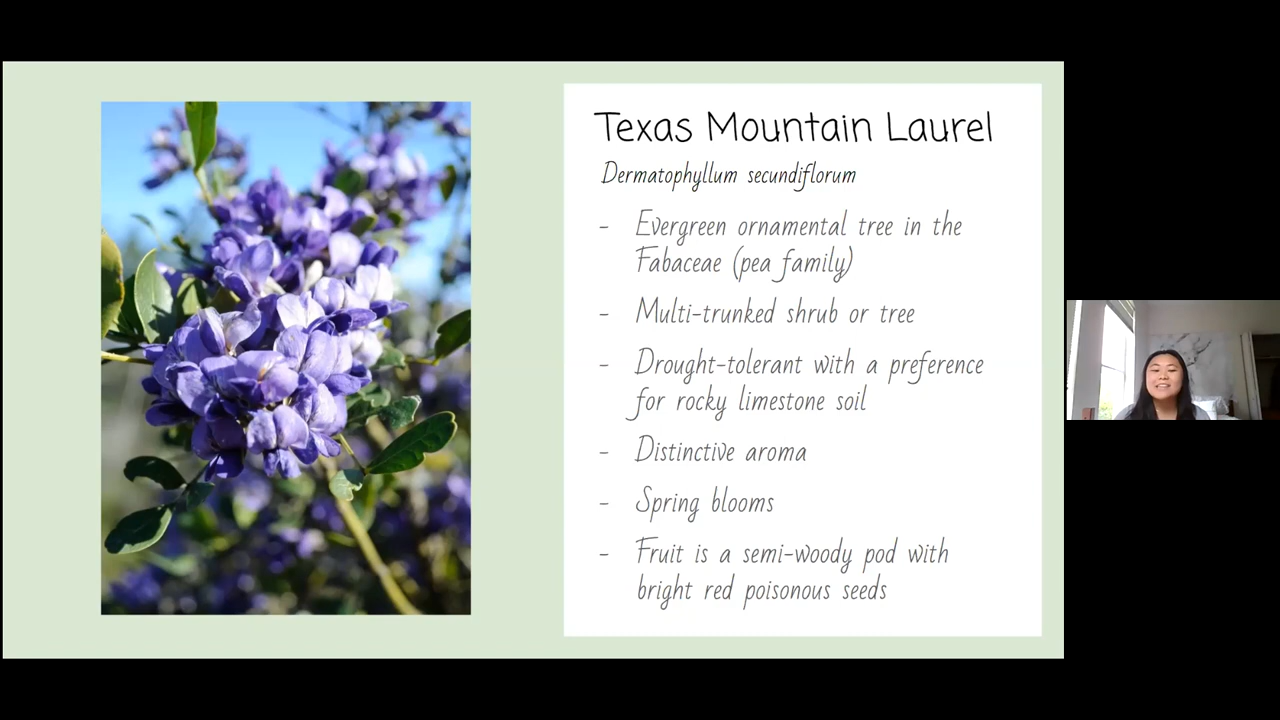 Texas Mountain Laurel
Dermatophyllum secundiflorum
- Evergreen ornamental tree in the
Fabaceae (pea family)
- Multi-trunked shrub or tree
- Drought-tolerant with a preference
for rocky limestone soil
- Distinctive aroma
- Spring blooms
- Fruit is a semi-woody pod with
bright red poisonous seeds